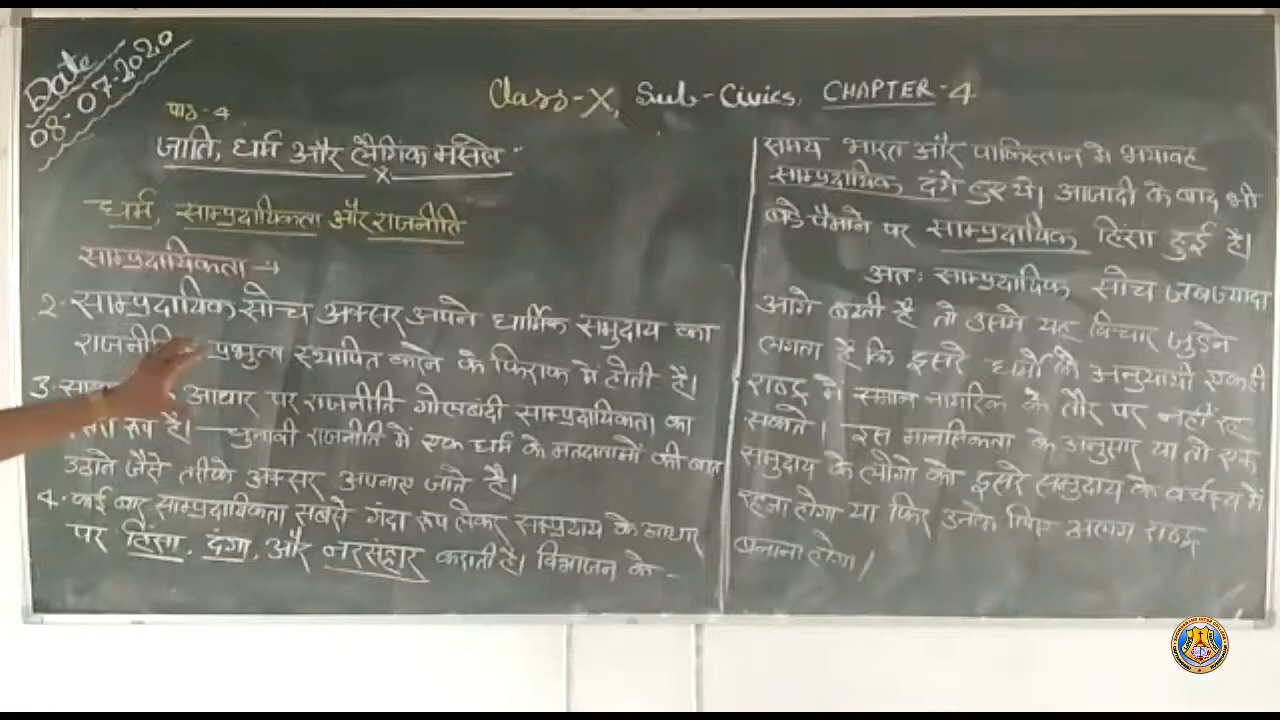 Date
08-07-2020
Class-X, Sub-Civics, CHAPTER-4
पाठ-4
जाति, धर्म और लैंगिक मसले
x
धर्म, साम्प्रदायिकता और राजनीति
साम्प्रदायिकता →
2. साम्प्रदायिक सोच अक्सर अपने धार्मिक समुदाय का
प्रभुत्व स्थापित करने के फिराक में होती है।
3. आधार पर राजनीति गोलबंदी साम्प्रदायिकता का
रूप है। चुनावी राजनीति में एक धर्म के मतदाताओं की बात
उठाने जैसे तरीके अक्सर अपनाए जाते है।
4. कई बार साम्प्रदायिकता सबसे गंदा रूप लेकर सम्प्रदाय के आधार
पर हिंसा, दंगा, और नरसंहार कराती है। विभाजन के -
समय भारत और पाकिस्तान मे भयावह
साम्प्रदायिक दंगे हुए थे। आजादी के बाद भी
बडे पैमाने पर साम्प्रदायिक हिंसा हुई है।
अतः साम्प्रदायिक सोच जब ज्यादा
आगे बढती है तो उसमे यह विचार जुड़ने
लगता है कि दूसरे धर्मो के अनुयायी एक ही
राष्ट्र में समान नागरिक के तौर पर नहीं रह
सकते। इस मानसिकता के अनुसार या तो एक
समुदाय के लोगो को दूसरे समुदाय के वर्चस्व में
रहना होगा या फिर उनके लिए अलग राष्ट्र
बनाना होगा।